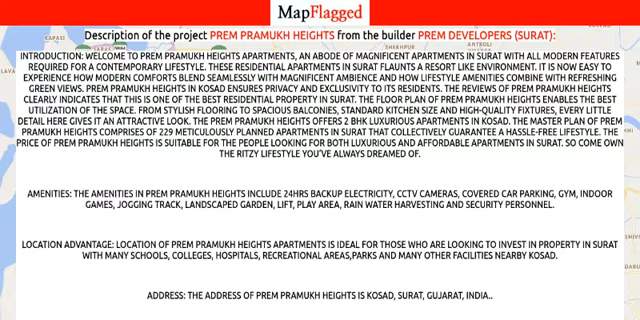 MapFlagged
Description of the project PREM PRAMUKH HEIGHTS from the builder PREM DEVELOPERS (SURAT):
INTRODUCTION: WELCOME TO PREM PRAMUKH HEIGHTS APARTMENTS, AN ABODE OF MAGNIFICENT APARTMENTS IN SURAT WITH ALL MODERN FEATURES
REQUIRED FOR A CONTEMPORARY LIFESTYLE. THESE RESIDENTIAL APARTMENTS IN SURAT FLAUNTS A RESORT LIKE ENVIRONMENT. IT IS NOW EASY TO
EXPERIENCE HOW MODERN COMFORTS BLEND SEAMLESSLY WITH MAGNIFICENT AMBIENCE AND HOW LIFESTYLE AMENITIES COMBINE WITH REFRESHING
GREEN VIEWS. PREM PRAMUKH HEIGHTS IN KOSAD ENSURES PRIVACY AND EXCLUSIVITY TO ITS RESIDENTS. THE REVIEWS OF PREM PRAMUKH HEIGHTS
CLEARLY INDICATES THAT THIS IS ONE OF THE BEST RESIDENTIAL PROPERTY IN SURAT. THE FLOOR PLAN OF PREM PRAMUKH HEIGHTS ENABLES THE BEST
UTILIZATION OF THE SPACE. FROM STYLISH FLOORING TO SPACIOUS BALCONIES, STANDARD KITCHEN SIZE AND HIGH-QUALITY FIXTURES, EVERY LITTLE
DETAIL HERE GIVES IT AN ATTRACTIVE LOOK. THE PREM PRAMUKH HEIGHTS OFFERS 2 BHK LUXURIOUS APARTMENTS IN KOSAD. THE MASTER PLAN OF PREM
PRAMUKH HEIGHTS COMPRISES OF 229 METICULOUSLY PLANNED APARTMENTS IN SURAT THAT COLLECTIVELY GUARANTEE A HASSLE-FREE LIFESTYLE. THE
PRICE OF PREM PRAMUKH HEIGHTS IS SUITABLE FOR THE PEOPLE LOOKING FOR BOTH LUXURIOUS AND AFFORDABLE APARTMENTS IN SURAT. SO COME OWN
THE RITZY LIFESTYLE YOU'VE ALWAYS DREAMED OF.
AMENITIES: THE AMENITIES IN PREM PRAMUKH HEIGHTS INCLUDE 24HRS BACKUP ELECTRICITY, CCTV CAMERAS, COVERED CAR PARKING, GYM, INDOOR
GAMES, JOGGING TRACK, LANDSCAPED GARDEN, LIFT, PLAY AREA, RAIN WATER HARVESTING AND SECURITY PERSONNEL.
LOCATION ADVANTAGE: LOCATION OF PREM PRAMUKH HEIGHTS APARTMENTS IS IDEAL FOR THOSE WHO ARE LOOKING TO INVEST IN PROPERTY IN SURAT
WITH MANY SCHOOLS, COLLEGES, HOSPITALS, RECREATIONAL AREAS,PARKS AND MANY OTHER FACILITIES NEARBY KOSAD.
ADDRESS: THE ADDRESS OF PREM PRAMUKH HEIGHTS IS KOSAD, SURAT, GUJARAT, INDIA..